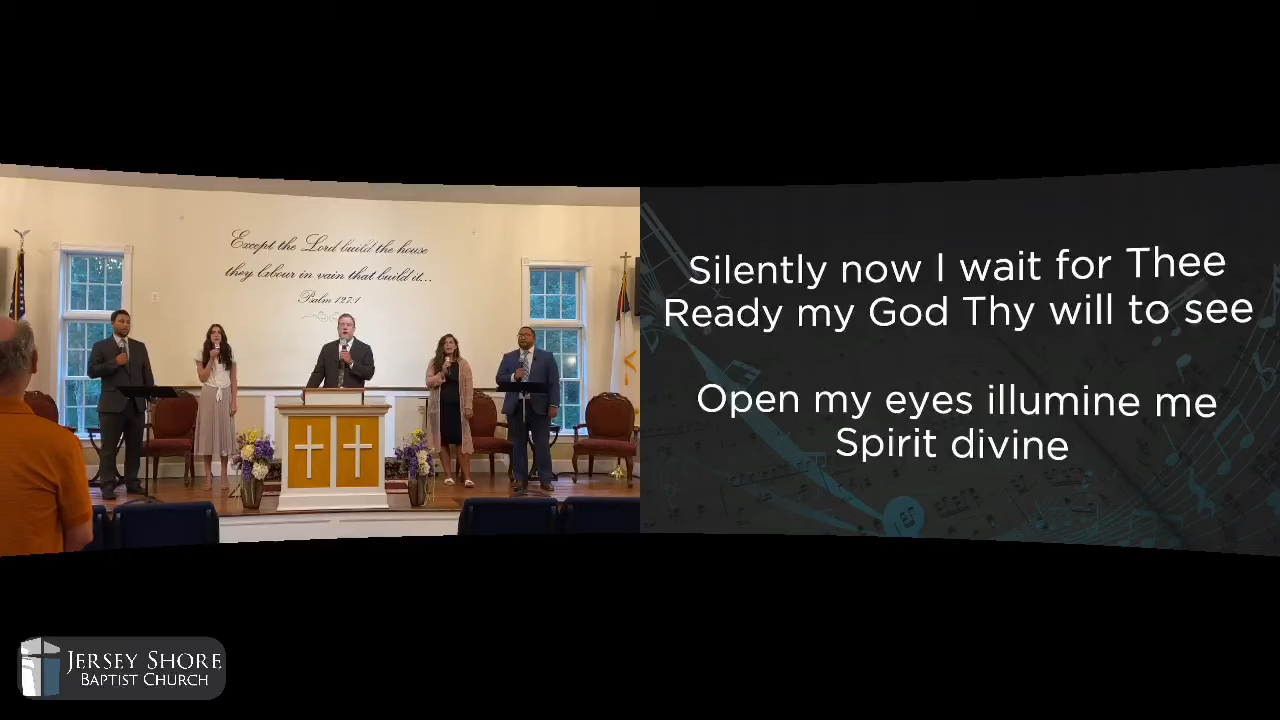 Except the Lord build the house
they labour in vain that build it...
Psalm 127:1
Silently now I wait for Thee
Ready my God Thy will to see
Open my eyes illumine me
Spirit divine
JERSEY SHORE
BAPTIST CHURCH